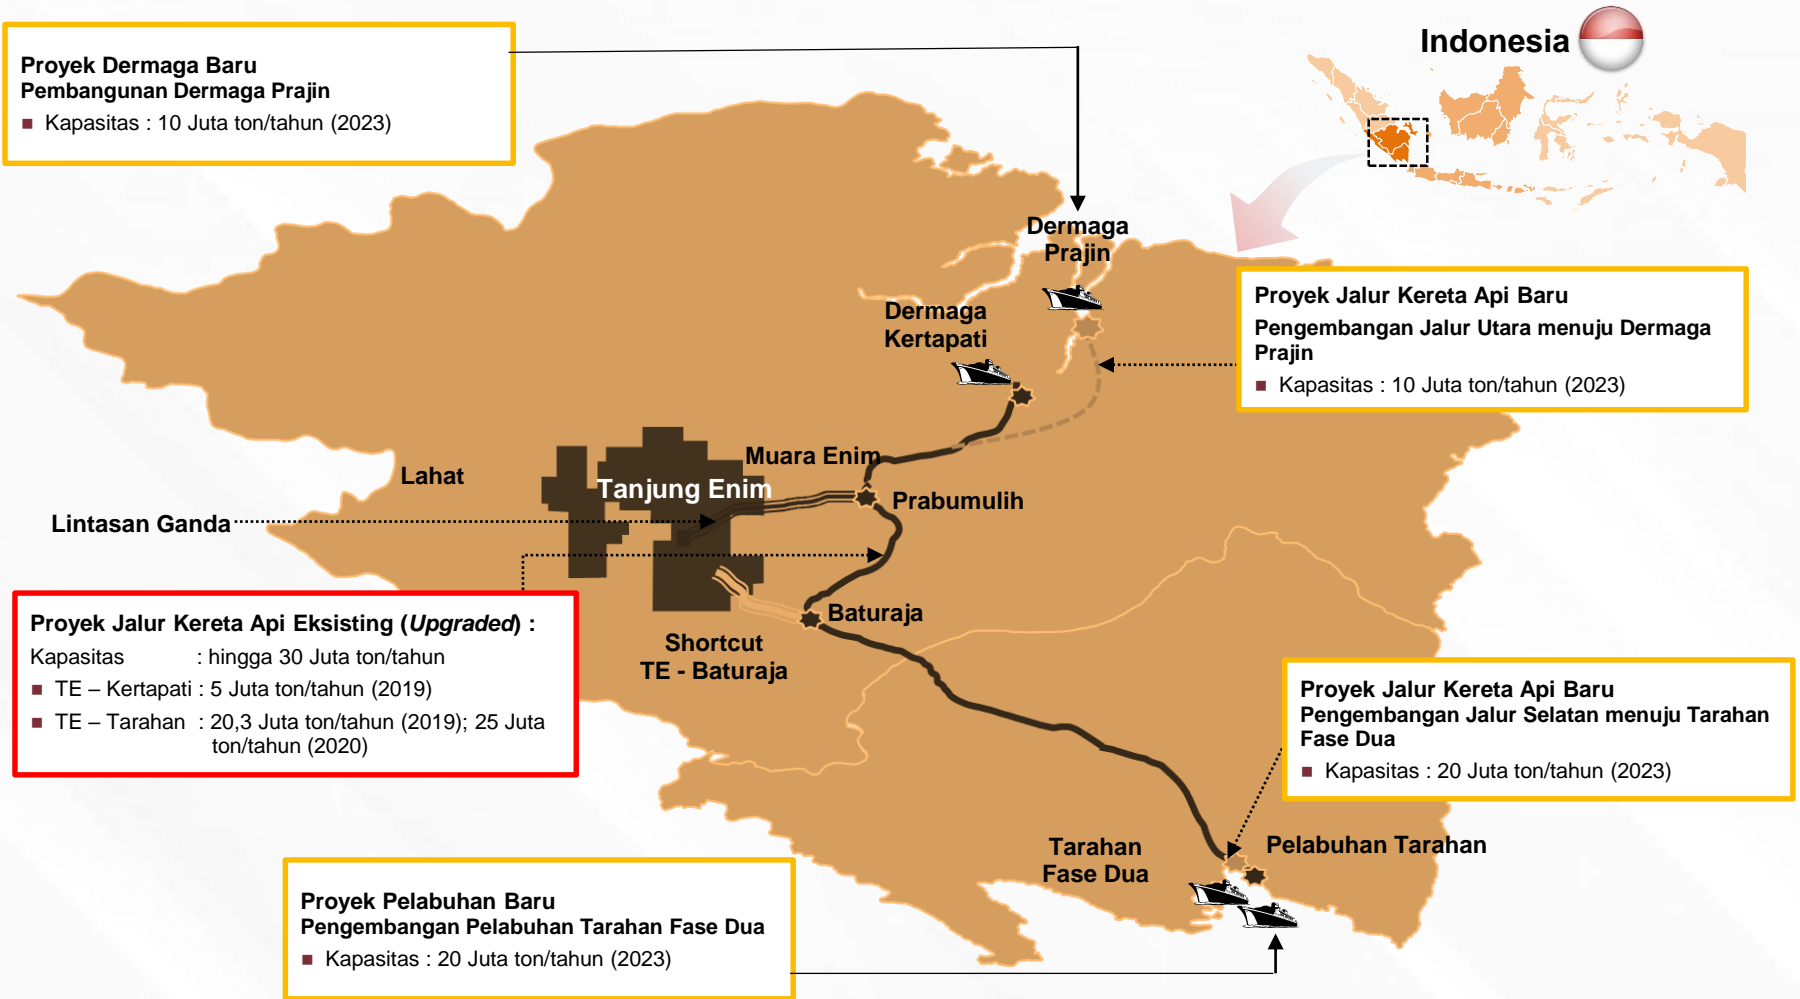 Proyek Dermaga Baru
Pembangunan Dermaga Prajin
■ Kapasitas : 10 Juta ton/tahun (2023)
Indonesia
Dermaga
Prajin
Dermaga
Kertapati
Proyek Jalur Kereta Api Baru
Pengembangan Jalur Utara menuju Dermaga
Prajin
■ Kapasitas : 10 Juta ton/tahun (2023)
Muara Enim
Lahat
Tanjung Enim
Prabumulih
Lintasan Ganda
Proyek Jalur Kereta Api Eksisting (Upgraded) :
Kapasitas : hingga 30 Juta ton/tahun
■ TE – Kertapati : 5 Juta ton/tahun (2019)
■ TE – Tarahan : 20,3 Juta ton/tahun (2019); 25 Juta
ton/tahun (2020)
Baturaja
Shortcut
TE - Baturaja
Proyek Jalur Kereta Api Baru
Pengembangan Jalur Selatan menuju Tarahan
Fase Dua
■ Kapasitas : 20 Juta ton/tahun (2023)
Tarahan
Fase Dua
Pelabuhan Tarahan
Proyek Pelabuhan Baru
Pengembangan Pelabuhan Tarahan Fase Dua
■ Kapasitas : 20 Juta ton/tahun (2023)